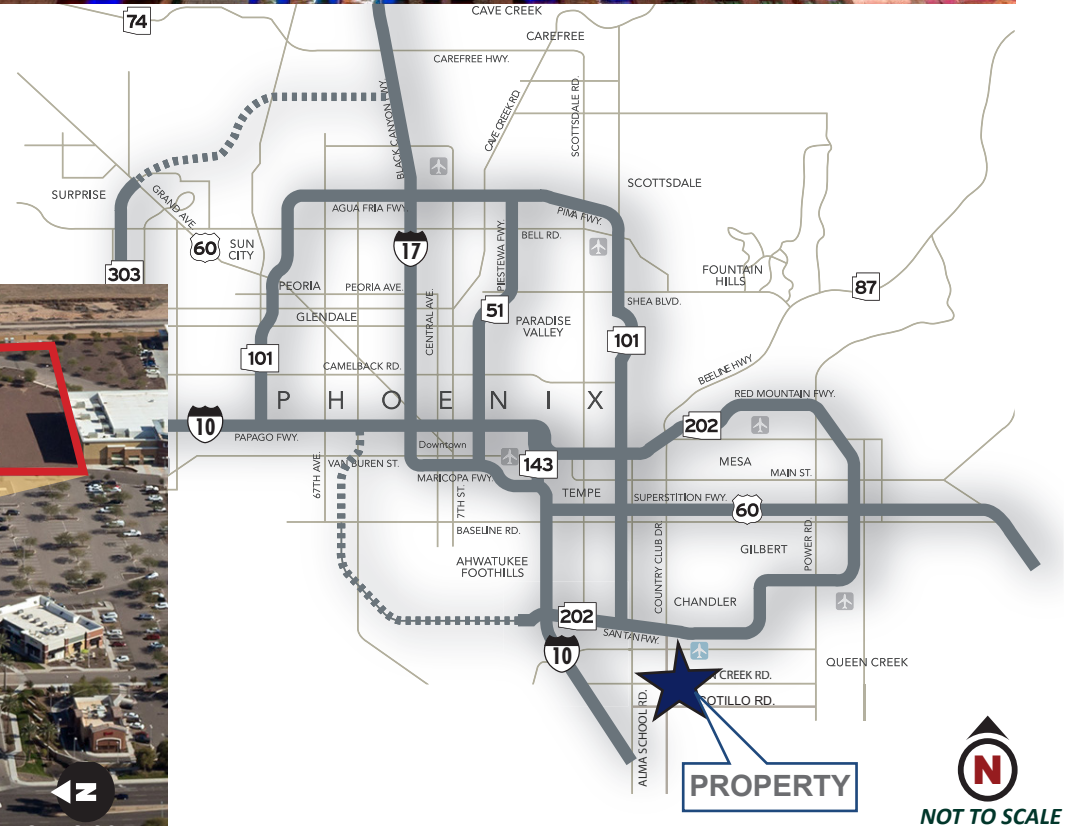 CAVE CREEK
74
CAREFREE
CAREFREE HWY.
BLACK CANYON FWY.
CAVE CREEK RD.
SCOTTSDALE RD.
SURPRISE
GRAND AVE.
SCOTTSDALE
AGUA FRIA FWY.
PIMA FWY.
60
SUN
CITY
17
PIESTEWA FWY.
BELL RD.
303
FOUNTAIN
HILLS
87
PEORIA
PEORIA AVE.
SHEA BLVD.
51
GLENDALE
CENTRAL AVE.
PARADISE
VALLEY
101
101
CAMELBACK RD.
BEELINE HWY
PHOENIX
RED MOUNTAIN FWY.
10
202
PAPAGO FWY.
Downtown
VAN BUREN ST.
143
MESA
67TH AVE.
MARICOPA FWY.
MAIN ST.
7TH ST.
TEMPE
SUPERSTITION FWY.
60
BASELINE RD.
COUNTRY CLUB DR.
GILBERT
POWER RD.
AHWATUKEE
FOOTHILLS
CHANDLER
202
SANTAN FWY.
10
QUEEN CREEK
CREEK RD.
OTILLO RD.
ALMA SCHOOL RD.
PROPERTY
N
N
NOT TO SCALE